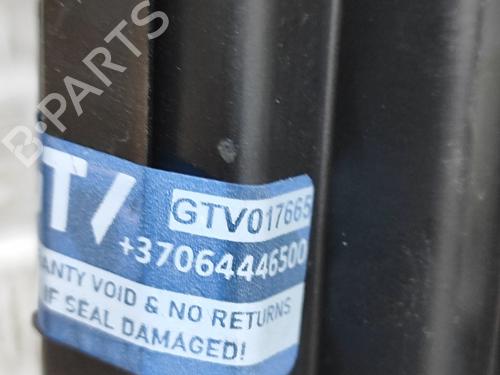 B·PARTS
T/
GTV017665
+37064446500
ANTY VOID & NO RETURNS
IF SEAL DAMAGED!